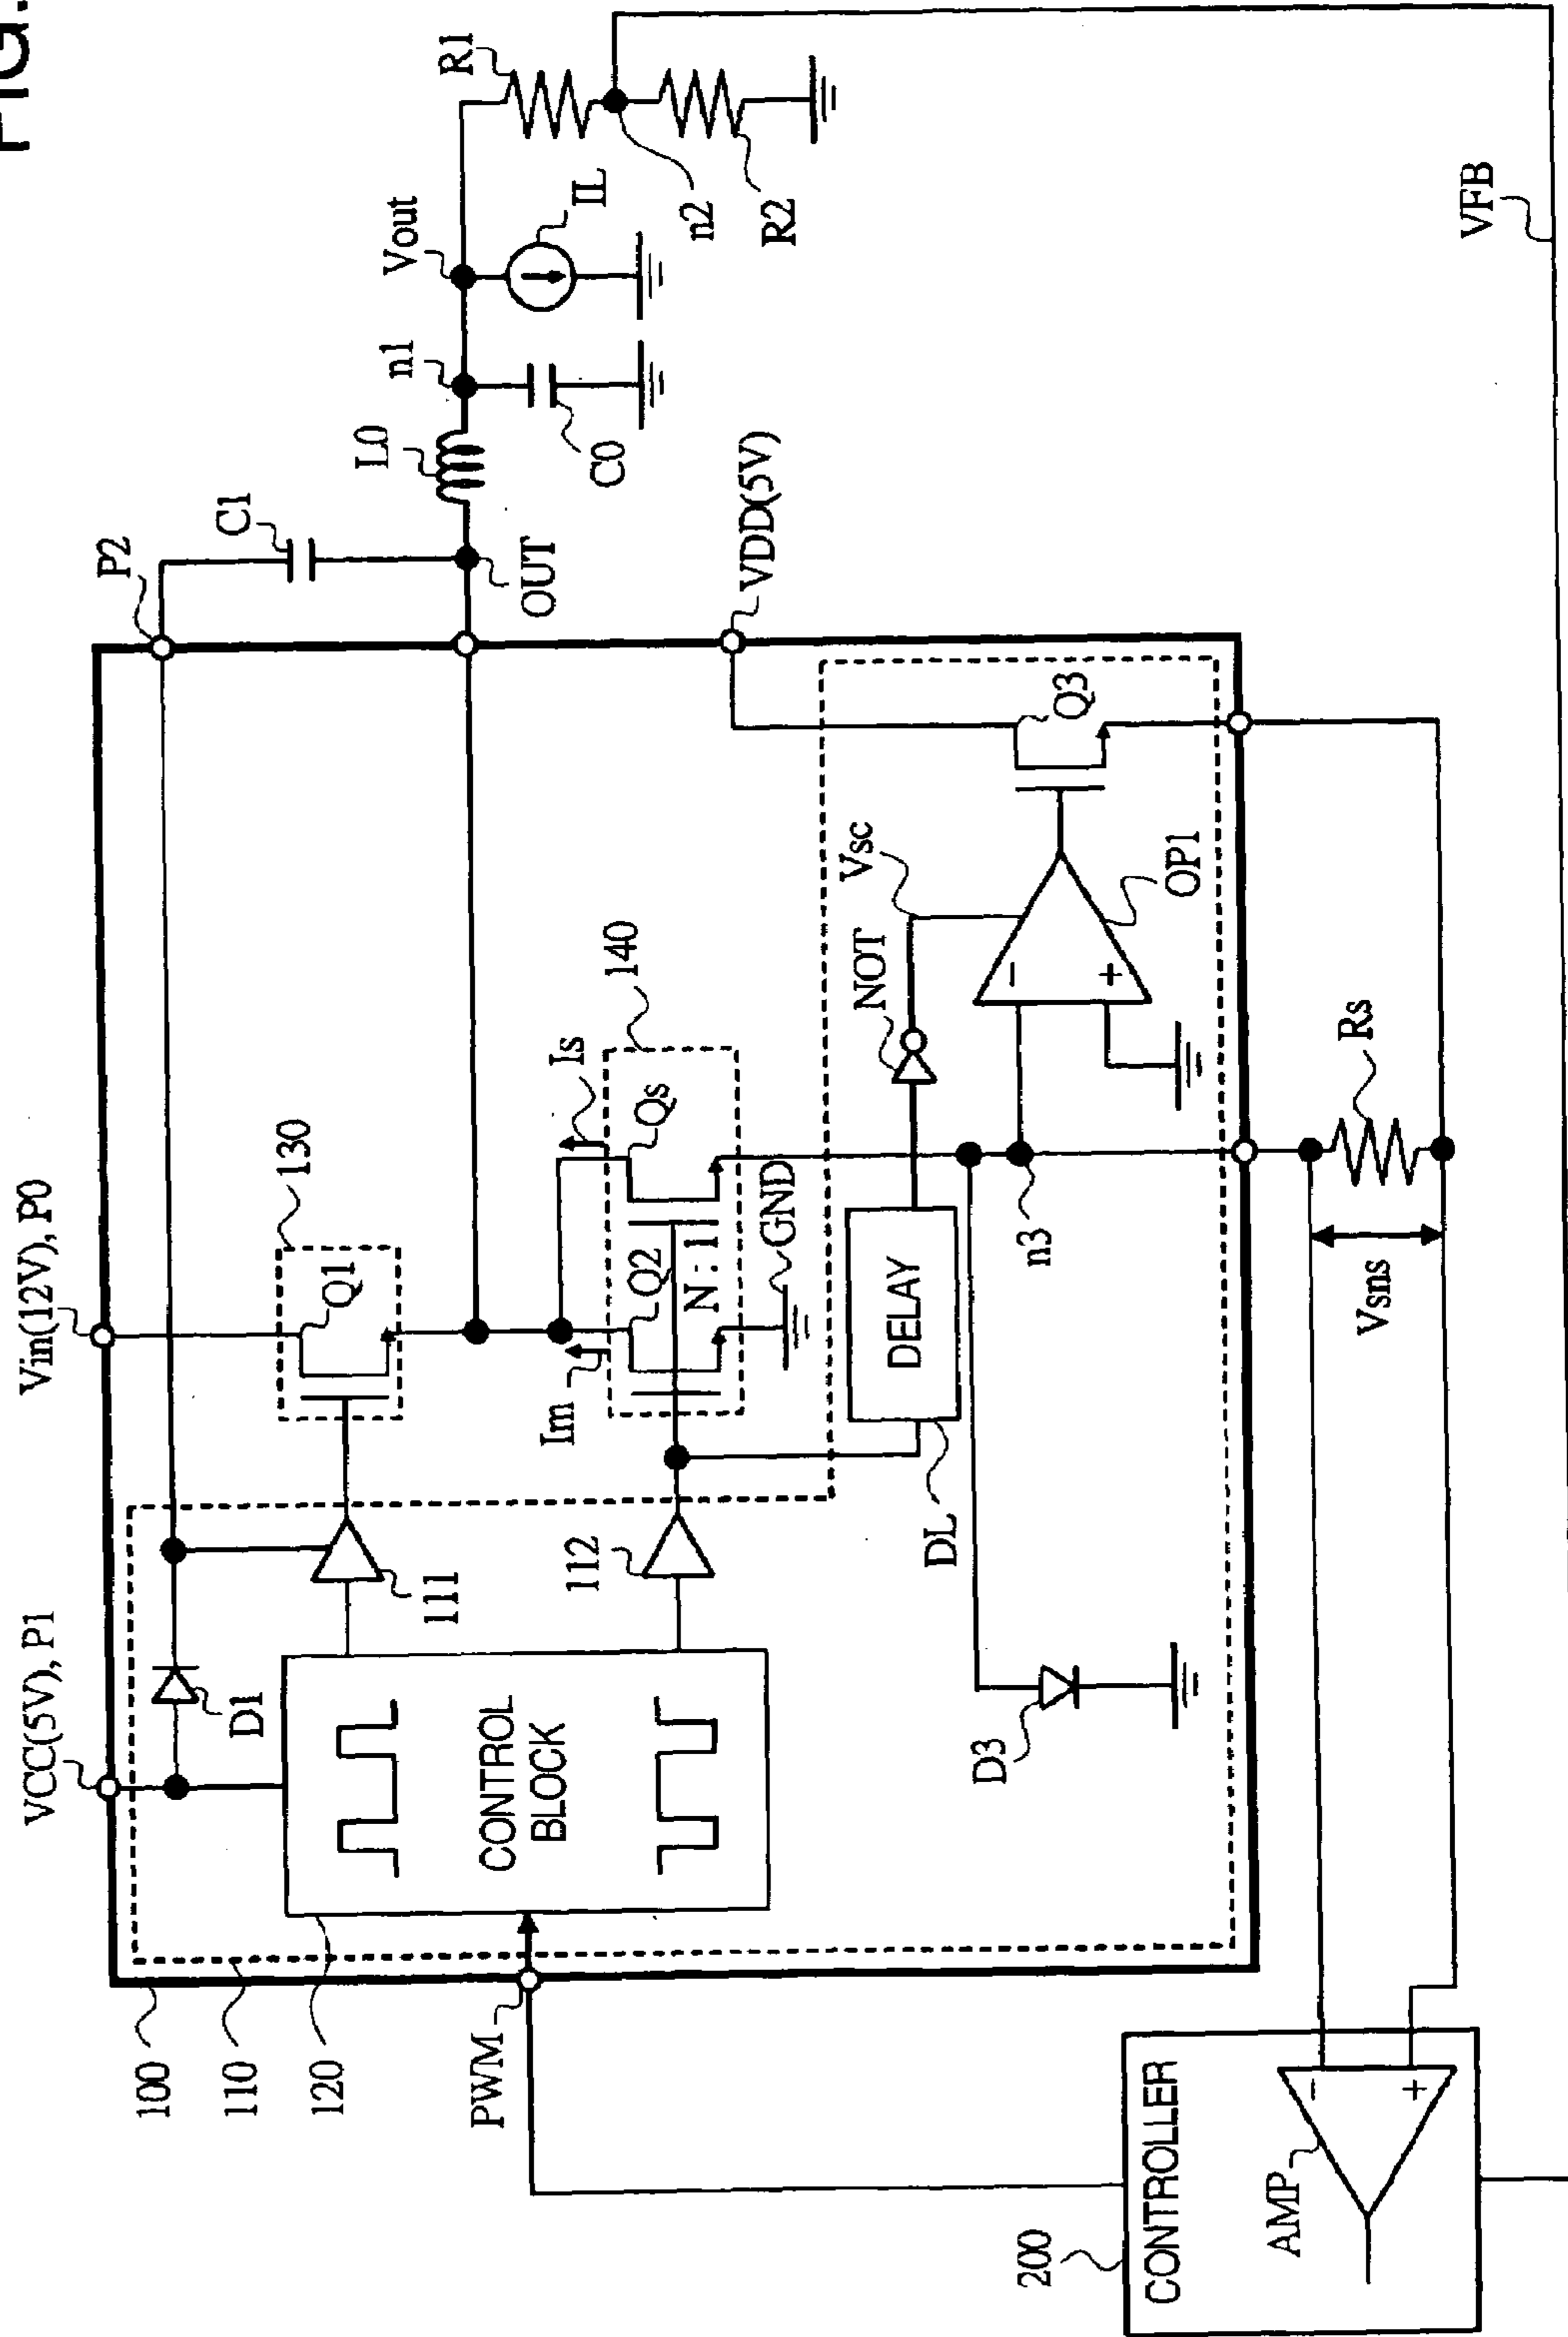 FIG.
Vin(12V), P0
VCC(5V), P1
P2
C1
L0
n1
Vout
R1
130
Q1
D1
111
OUT
C0
IL
n2
R2
100
110
120
CONTROL
BLOCK
112
Im
Is
140
Q2
Qs
N : 1
GND
VDD(5V)
PWM
DL
DELAY
NOT
Vsc
Q3
OP1
−
+
D3
n3
Rs
Vsns
VFB
200
CONTROLLER
AMP
−
+